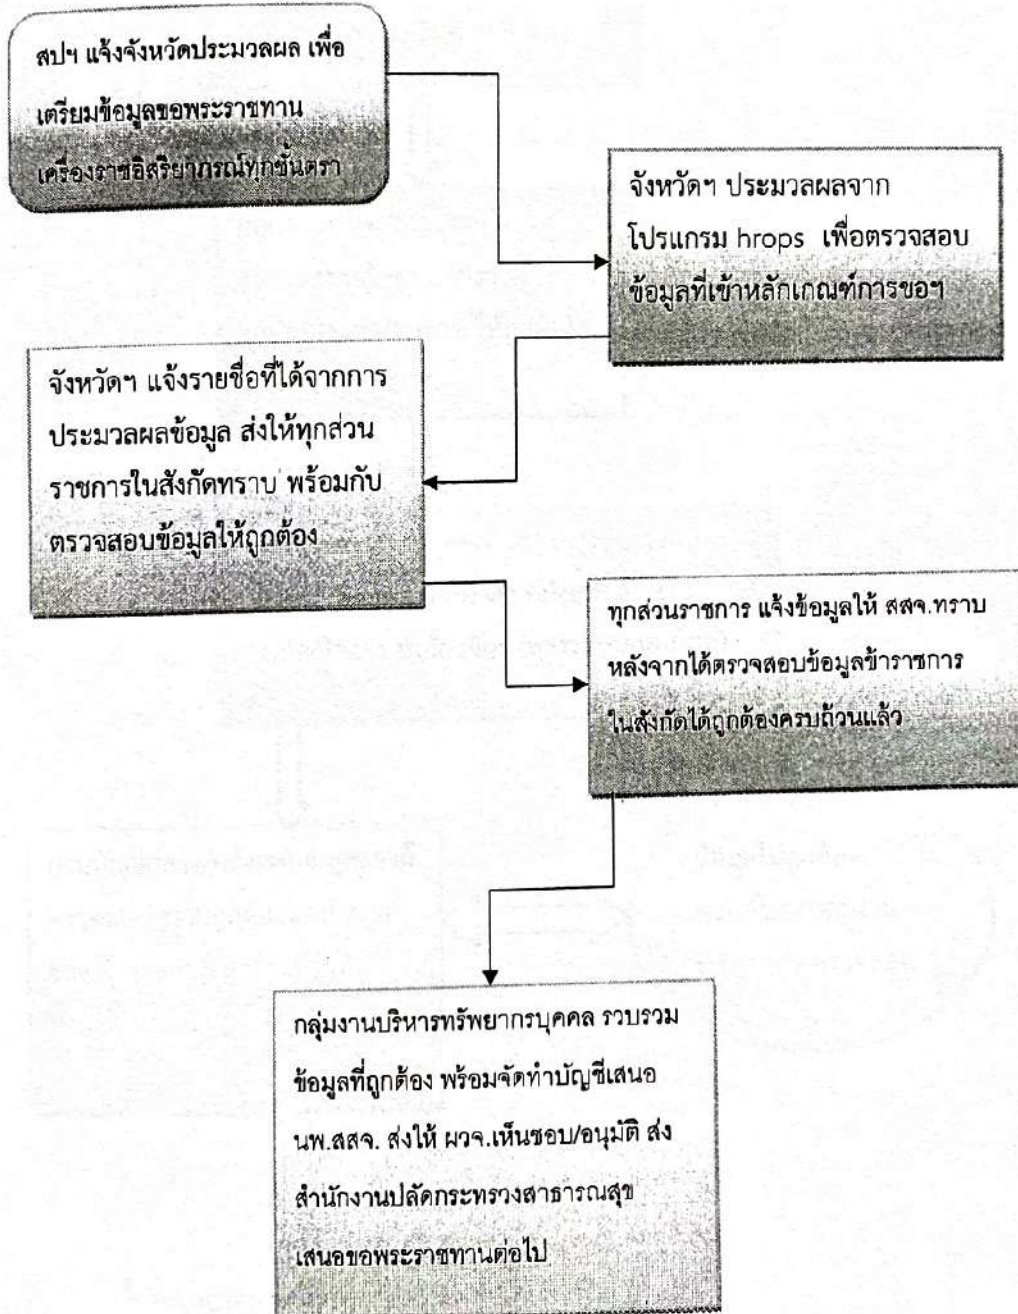 สปฯ แจ้งจังหวัดประมวลผล เพื่อ
เตรียมข้อมูลขอพระราชทาน
เครื่องราชอิสริยาภรณ์ทุกชั้นตรา
จังหวัดฯ ประมวลผลจาก
โปรแกรม hrops เพื่อตรวจสอบ
ข้อมูลที่เข้าหลักเกณฑ์การขอฯ
จังหวัดฯ แจ้งรายชื่อที่ได้จากการ
ประมวลผลข้อมูล ส่งให้ทุกส่วน
ราชการในสังกัดทราบ พร้อมกับ
ตรวจสอบข้อมูลให้ถูกต้อง
ทุกส่วนราชการ แจ้งข้อมูลให้ สสจ.ทราบ
หลังจากได้ตรวจสอบข้อมูลข้าราชการ
ในสังกัดได้ถูกต้องครบถ้วนแล้ว
กลุ่มงานบริหารทรัพยากรบุคคล รวบรวม
ข้อมูลที่ถูกต้อง พร้อมจัดทำบัญชีเสนอ
นพ.สสจ. ส่งให้ ผวจ.เห็นชอบ/อนุมัติ ส่ง
สำนักงานปลัดกระทรวงสาธารณสุข
เสนอขอพระราชทานต่อไป